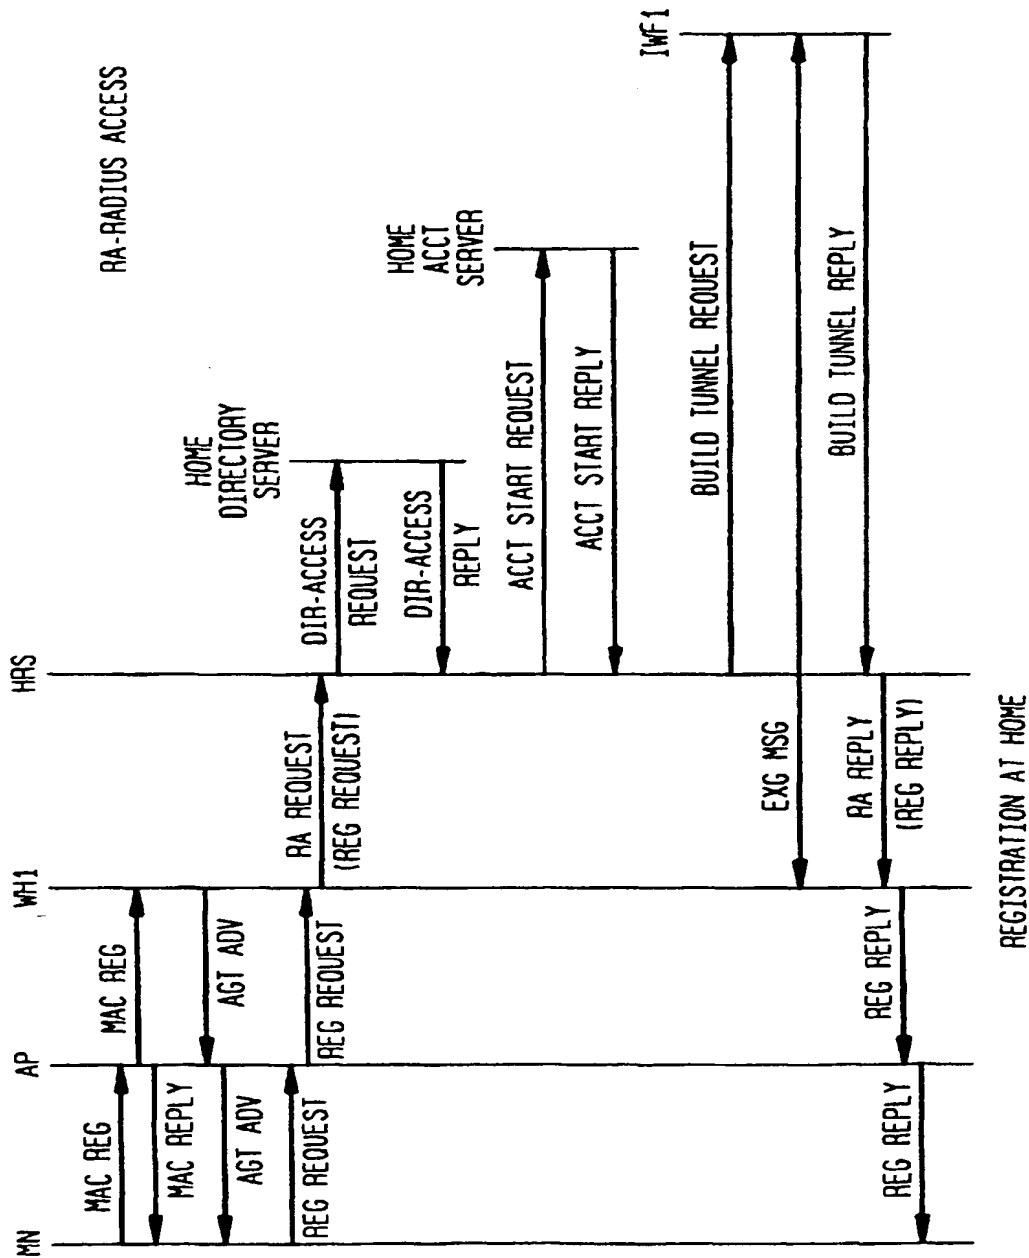 RA-RADIUS ACCESS
MN
AP
WH1
HRS
HOME
DIRECTORY
SERVER
HOME
ACCT
SERVER
IWF1
MAC REG
MAC REG
MAC REPLY
AGT ADV
AGT ADV
REG REQUEST
REG REQUEST
RA REQUEST
(REG REQUEST)
DIR-ACCESS
REQUEST
DIR-ACCESS
REPLY
ACCT START REQUEST
ACCT START REPLY
BUILD TUNNEL REQUEST
EXG MSG
BUILD TUNNEL REPLY
RA REPLY
(REG REPLY)
REG REPLY
REG REPLY
REGISTRATION AT HOME